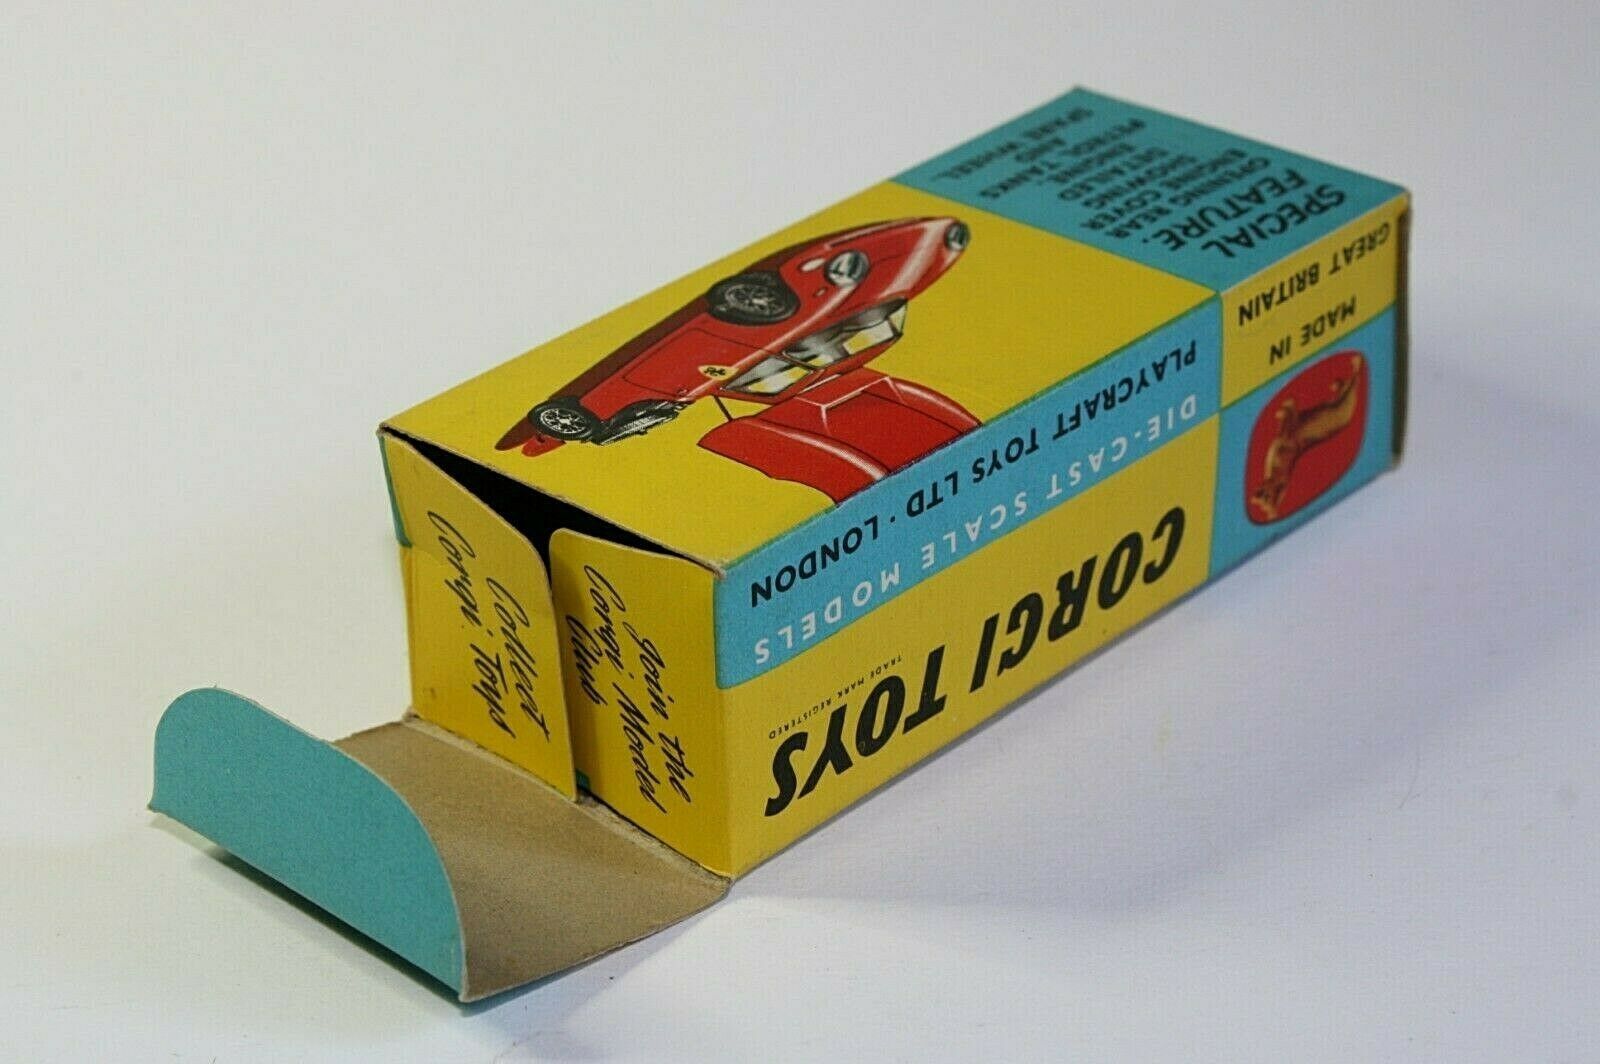 SPECIAL
FEATURE.
OPENING REAR
ENGINE COVER
SHOWING
DETAILED
ENGINE.
PETROL TANKS
AND
SPARE WHEEL
MADE IN
GREAT BRITAIN
PLAYCRAFT TOYS LTD · LONDON
DIE-CAST SCALE MODELS
CORGI TOYS
TRADE MARK REGISTERED
Collect
Corgi Toys
Join the
Corgi Model
Club